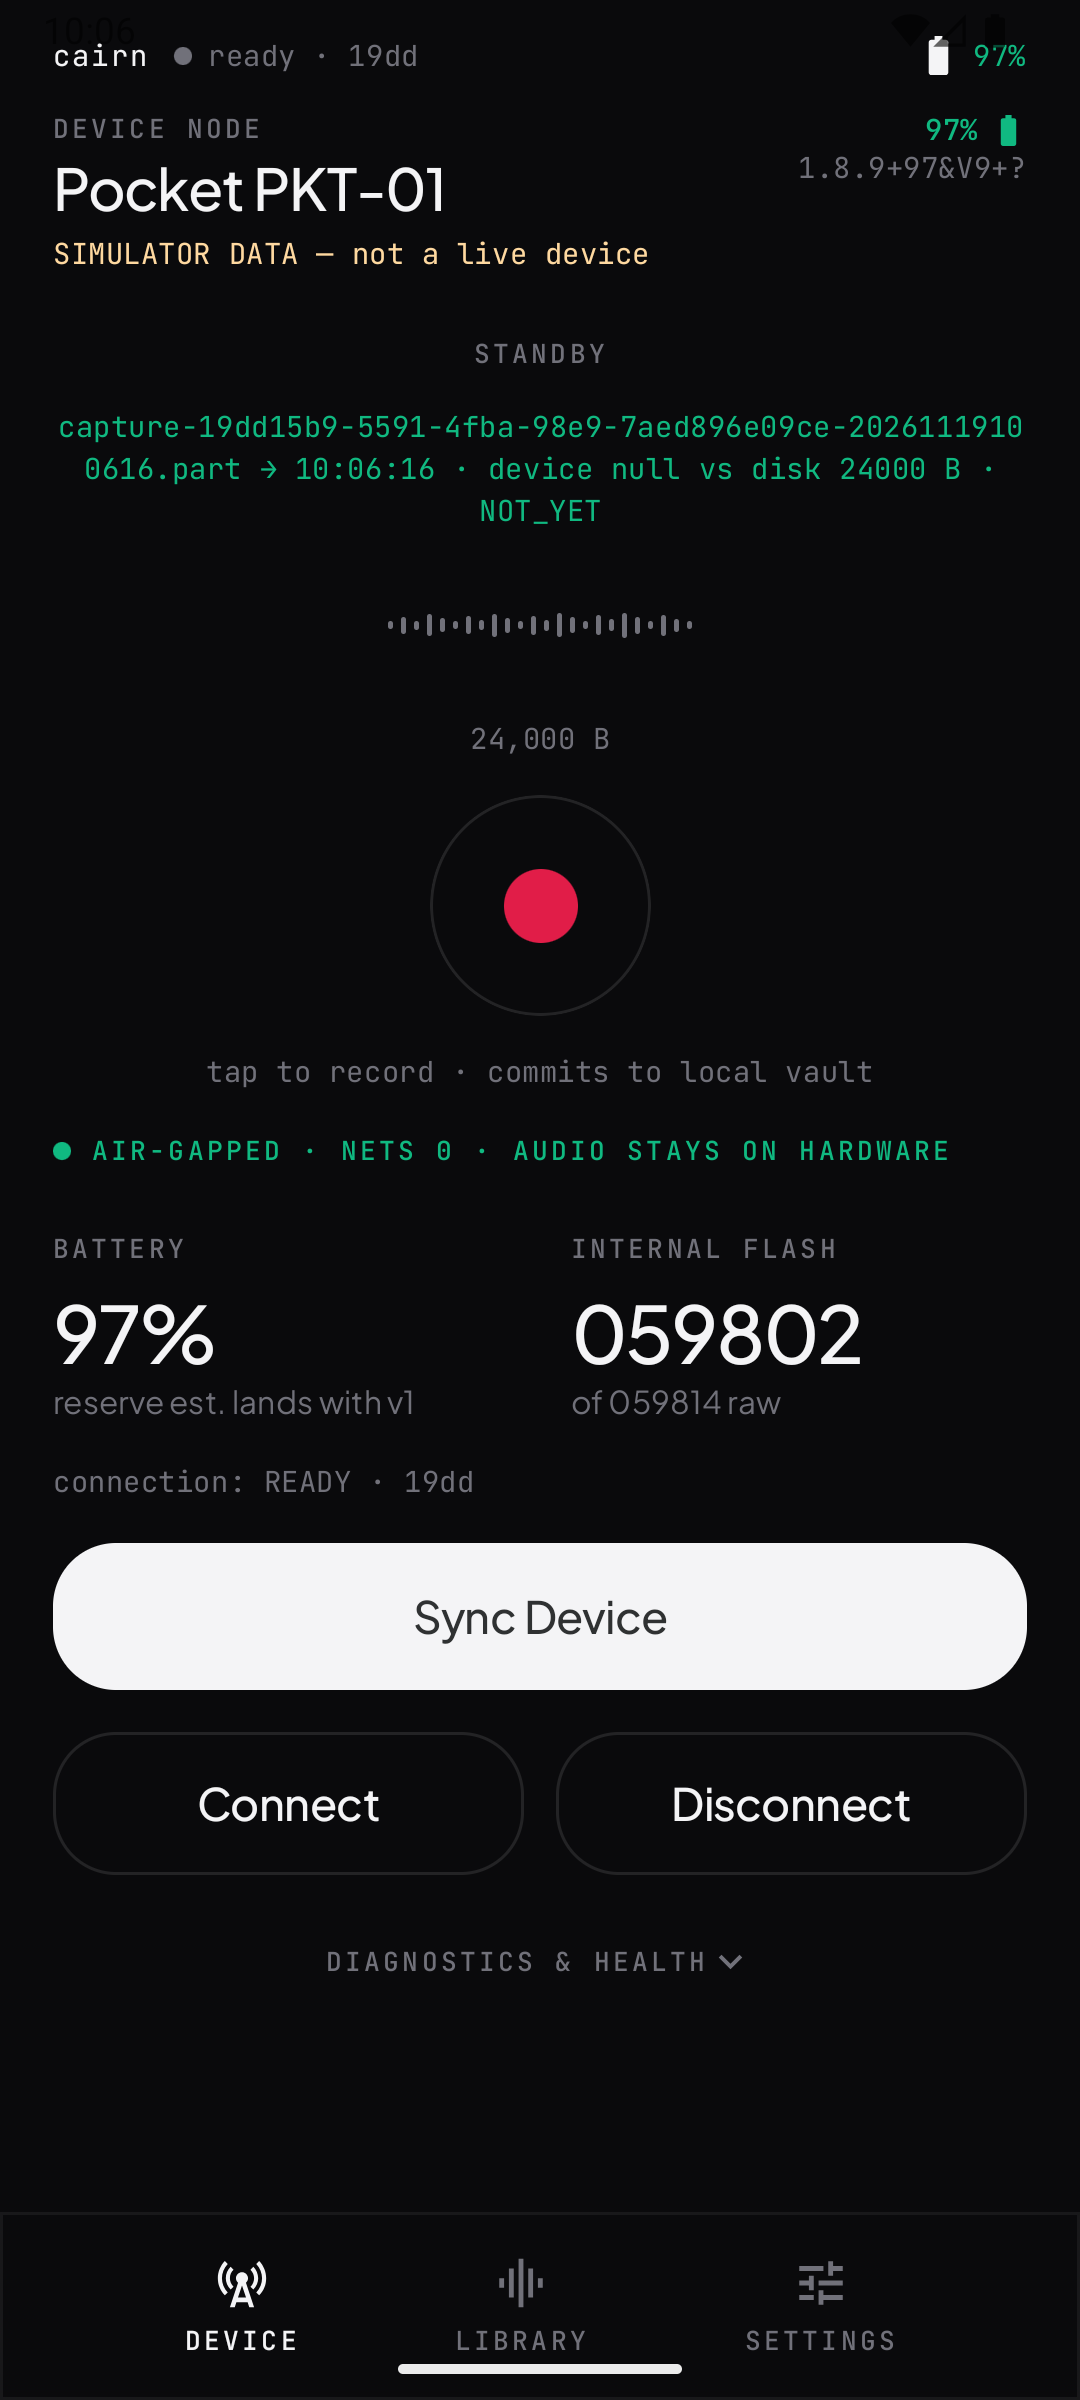 10:06
cairn ready · 19dd 97%
DEVICE NODE 97%
1.8.9+97&V9+?
Pocket PKT-01
SIMULATOR DATA — not a live device
STANDBY
capture-19dd15b9-5591-4fba-98e9-7aed896e09ce-2026111910
0616.part → 10:06:16 · device null vs disk 24000 B ·
NOT_YET
24,000 B
tap to record · commits to local vault
AIR-GAPPED · NETS 0 · AUDIO STAYS ON HARDWARE
BATTERY INTERNAL FLASH
97% 059802
reserve est. lands with v1 of 059814 raw
connection: READY · 19dd
Sync Device
Connect Disconnect
DIAGNOSTICS & HEALTH
DEVICE LIBRARY SETTINGS